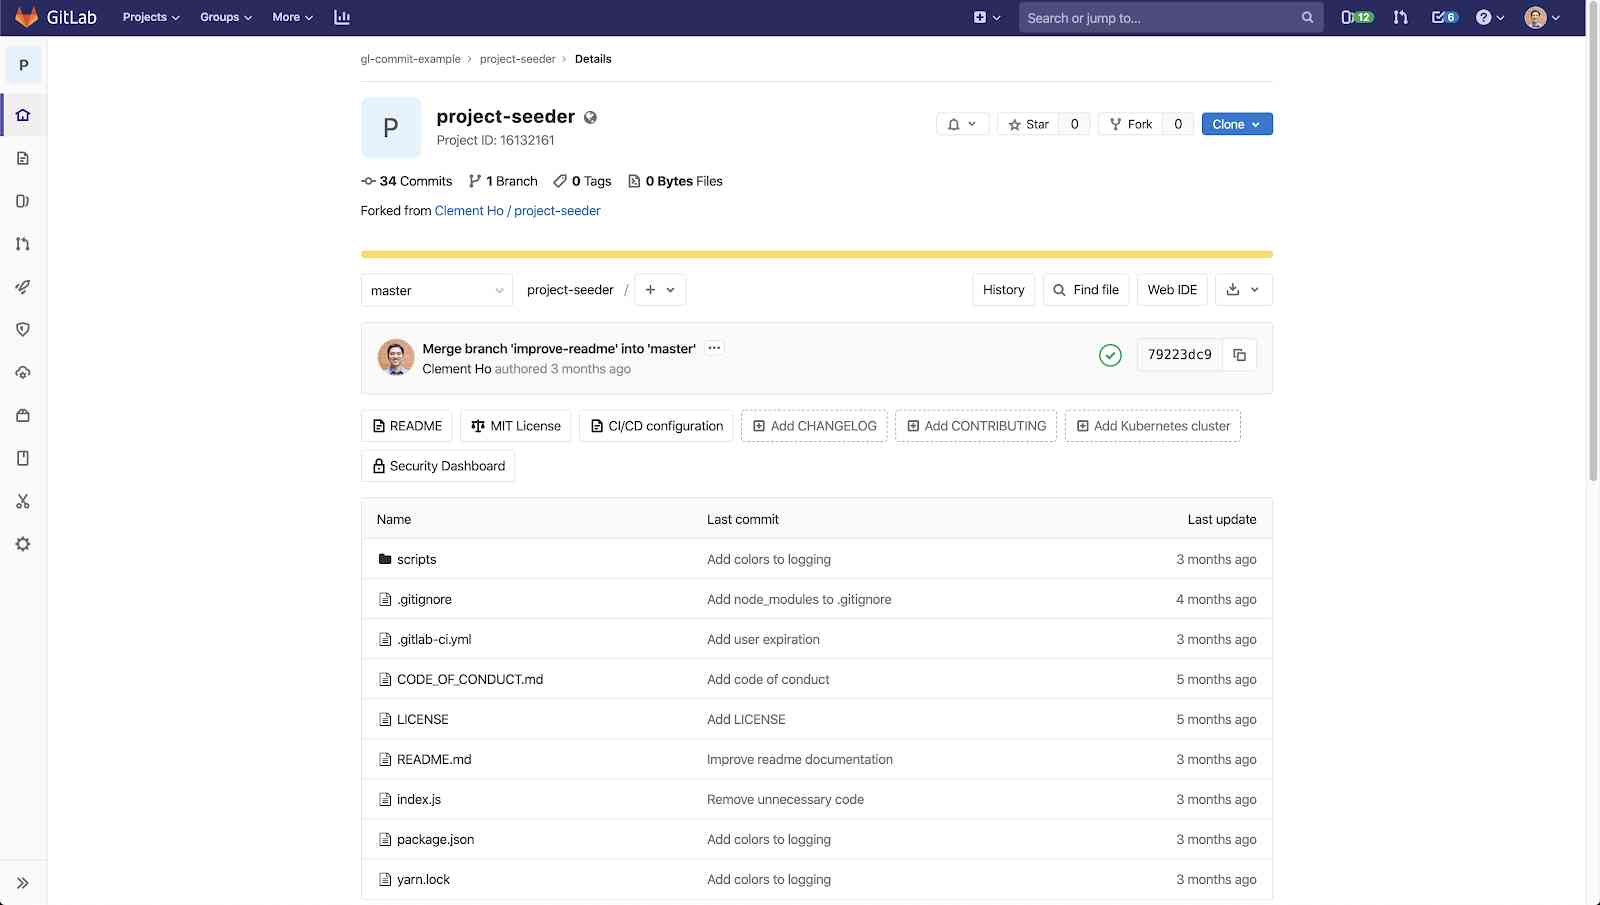 GitLab Projects Groups More Search or jump to... 12 6
P
gl-commit-example › project-seeder › Details
P
project-seeder
Project ID: 16132161
Star 0 Fork 0 Clone
34 Commits 1 Branch 0 Tags 0 Bytes Files
Forked from Clement Ho / project-seeder
master project-seeder / + History Find file Web IDE
Merge branch 'improve-readme' into 'master' ...
Clement Ho authored 3 months ago
79223dc9
README MIT License CI/CD configuration Add CHANGELOG Add CONTRIBUTING Add Kubernetes cluster
Security Dashboard
Name Last commit Last update
scripts Add colors to logging 3 months ago
.gitignore Add node_modules to .gitignore 4 months ago
.gitlab-ci.yml Add user expiration 3 months ago
CODE_OF_CONDUCT.md Add code of conduct 5 months ago
LICENSE Add LICENSE 5 months ago
README.md Improve readme documentation 3 months ago
index.js Remove unnecessary code 3 months ago
package.json Add colors to logging 3 months ago
yarn.lock Add colors to logging 3 months ago